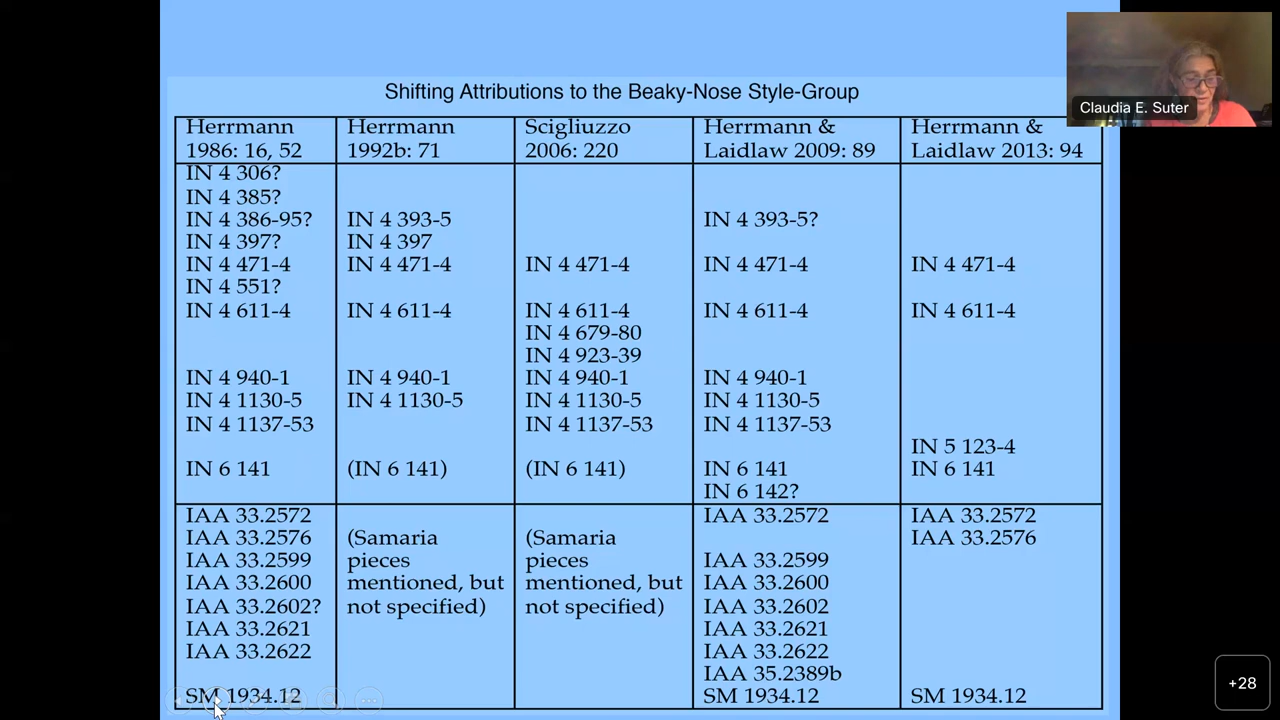 Claudia E. Suter
Shifting Attributions to the Beaky-Nose Style-Group
Herrmann 1986: 16, 52
Herrmann 1992b: 71
Scigliuzzo 2006: 220
Herrmann & Laidlaw 2009: 89
Herrmann & Laidlaw 2013: 94
IN 4 306?
IN 4 385?
IN 4 386-95? IN 4 393-5 IN 4 393-5?
IN 4 397? IN 4 397
IN 4 471-4 IN 4 471-4 IN 4 471-4 IN 4 471-4 IN 4 471-4
IN 4 551?
IN 4 611-4 IN 4 611-4 IN 4 611-4 IN 4 611-4 IN 4 611-4
IN 4 679-80
IN 4 923-39
IN 4 940-1 IN 4 940-1 IN 4 940-1 IN 4 940-1
IN 4 1130-5 IN 4 1130-5 IN 4 1130-5 IN 4 1130-5
IN 4 1137-53 IN 4 1137-53 IN 4 1137-53
IN 5 123-4
IN 6 141 (IN 6 141) (IN 6 141) IN 6 141 IN 6 141
IN 6 142?
IAA 33.2572 IAA 33.2572 IAA 33.2572
IAA 33.2576 (Samaria (Samaria IAA 33.2576
IAA 33.2599 pieces pieces IAA 33.2599
IAA 33.2600 mentioned, but mentioned, but IAA 33.2600
IAA 33.2602? not specified) not specified) IAA 33.2602
IAA 33.2621 IAA 33.2621
IAA 33.2622 IAA 33.2622
IAA 35.2389b
SM 1934.12 SM 1934.12 SM 1934.12
+28